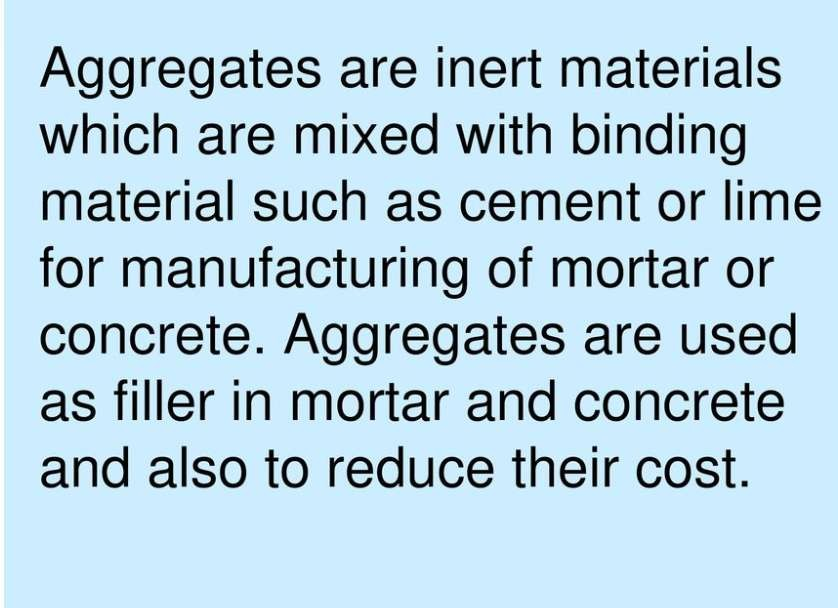 Aggregates are inert materials
which are mixed with binding
material such as cement or lime
for manufacturing of mortar or
concrete. Aggregates are used
as filler in mortar and concrete
and also to reduce their cost.